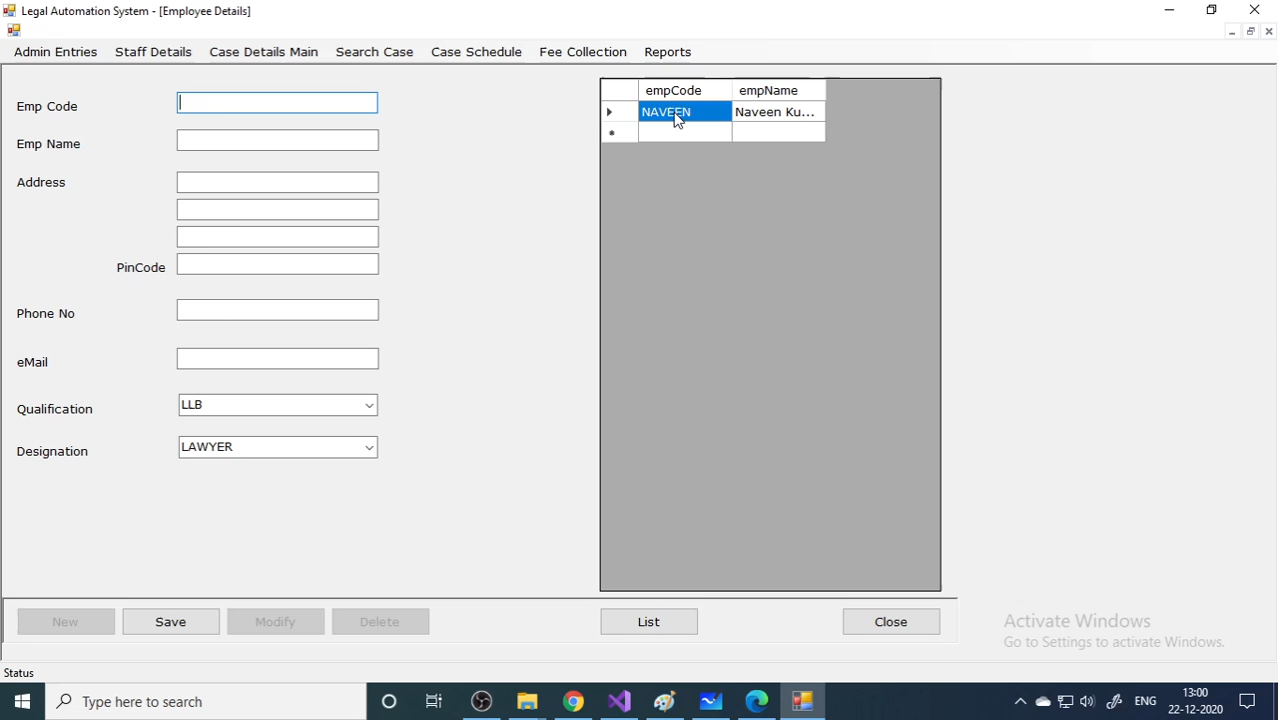 Legal Automation System - [Employee Details]
Admin Entries Staff Details Case Details Main Search Case Case Schedule Fee Collection Reports
Emp Code
Emp Name
Address
PinCode
Phone No
eMail
Qualification LLB
Designation LAWYER
empCode empName
NAVEEN Naveen Ku...
New Save Modify Delete List Close
Activate Windows
Go to Settings to activate Windows.
Status
Type here to search
ENG
13:00
22-12-2020